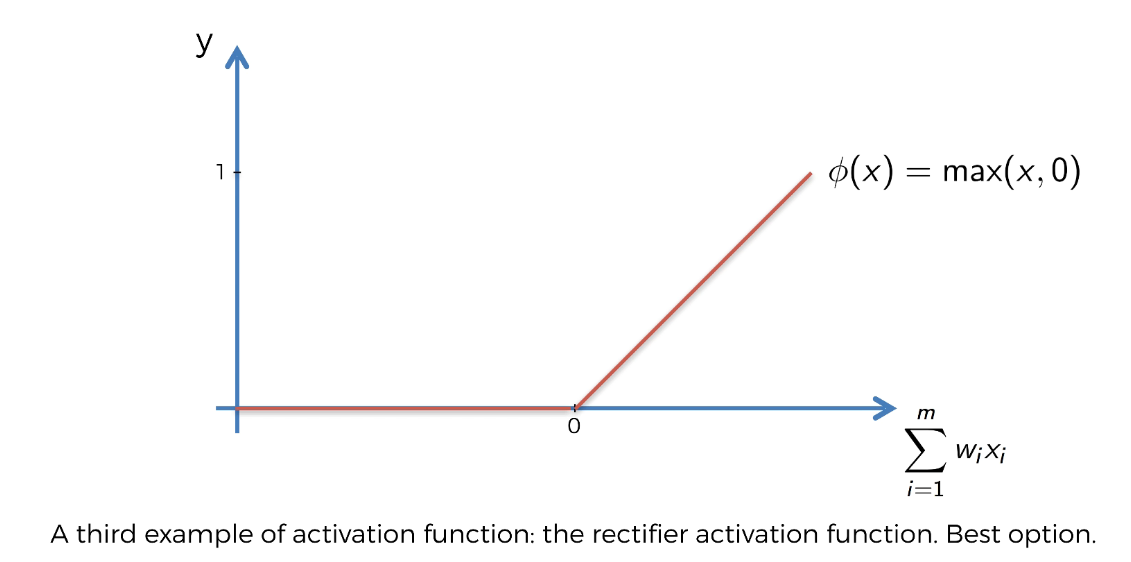 y
1
ϕ(x) = max(x, 0)
0
m
∑ wᵢxᵢ
i=1
A third example of activation function: the rectifier activation function. Best option.